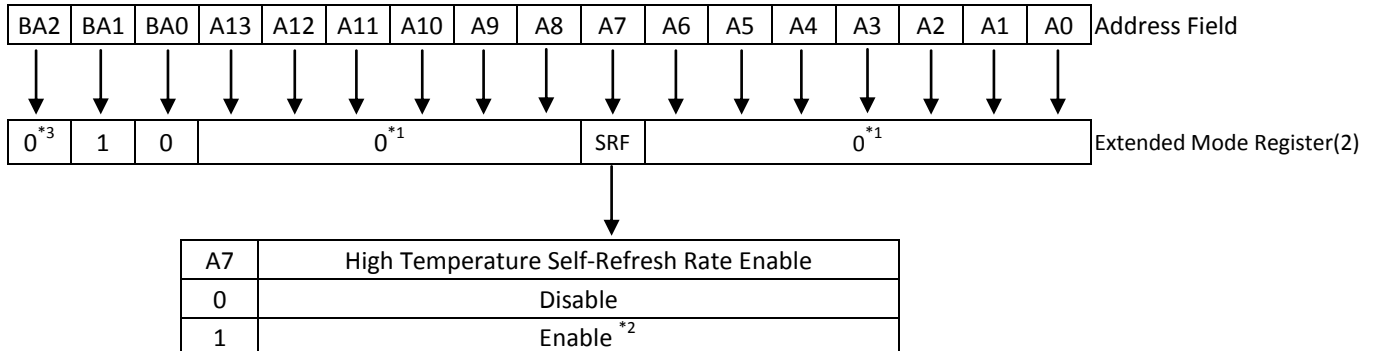 BA2 BA1 BA0 A13 A12 A11 A10 A9 A8 A7 A6 A5 A4 A3 A2 A1 A0 Address Field
0*3 1 0 0*1 SRF 0*1 Extended Mode Register(2)
A7 High Temperature Self-Refresh Rate Enable
0 Disable
1 Enable *2